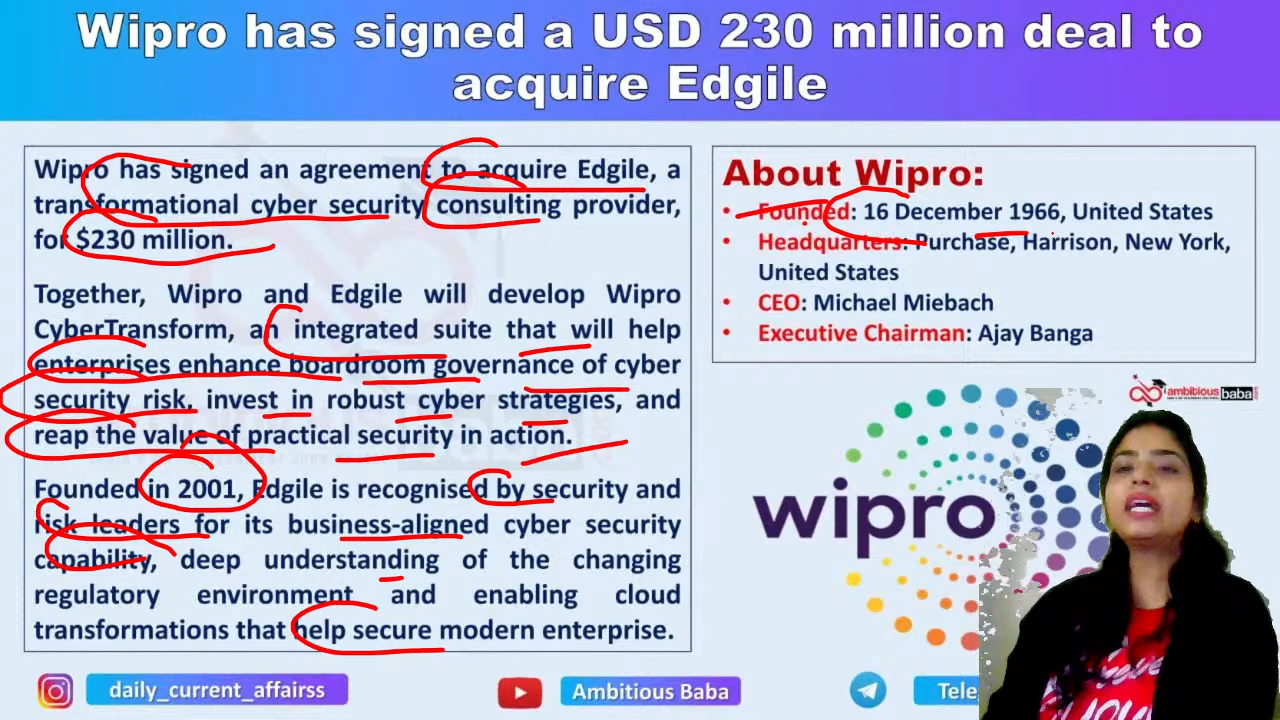 Wipro has signed a USD 230 million deal to
acquire Edgile
Wipro has signed an agreement to acquire Edgile, a
transformational cyber security consulting provider,
for $230 million.
Together, Wipro and Edgile will develop Wipro
CyberTransform, an integrated suite that will help
enterprises enhance boardroom governance of cyber
security risk, invest in robust cyber strategies, and
reap the value of practical security in action.
Founded in 2001, Edgile is recognised by security and
risk leaders for its business-aligned cyber security
capability, deep understanding of the changing
regulatory environment and enabling cloud
transformations that help secure modern enterprise.
About Wipro:
• Founded: 16 December 1966, United States
• Headquarters: Purchase, Harrison, New York,
United States
• CEO: Michael Miebach
• Executive Chairman: Ajay Banga
ambitiousbaba
wipro
daily_current_affairss
Ambitious Baba
Tele